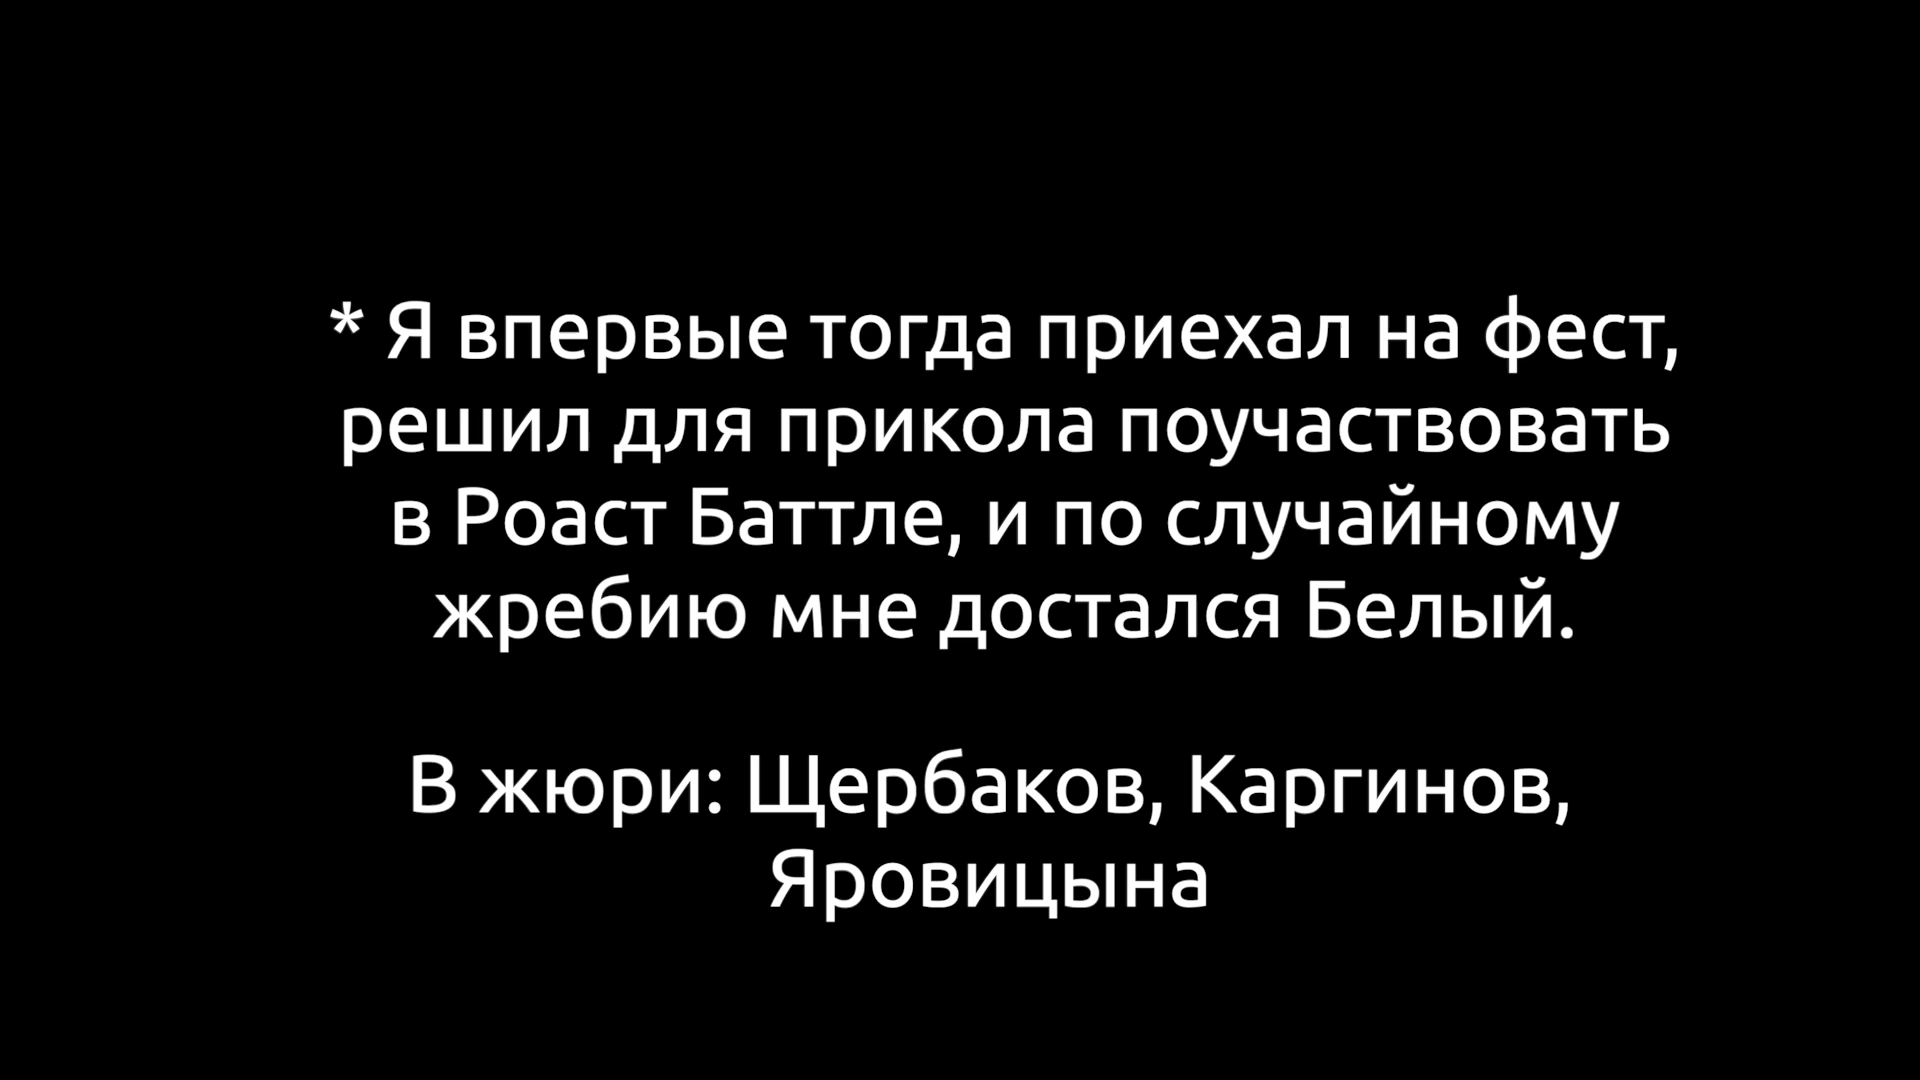 * Я впервые тогда приехал на фест,
решил для прикола поучаствовать
в Роаст Баттле, и по случайному
жребию мне достался Белый.
В жюри: Щербаков, Каргинов,
Яровицына